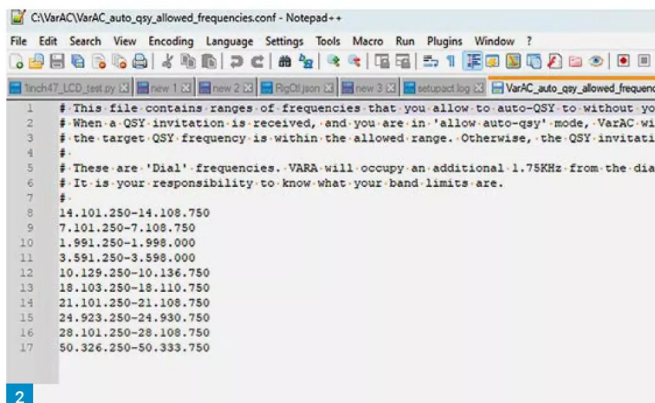 C:\VarAC\VarAC_auto_qsy_allowed_frequencies.conf - Notepad++
File Edit Search View Encoding Language Settings Tools Macro Run Plugins Window ?
1inch47_LCD_test.py new 1 new 2 RigCtl.json new 3 setupact.log VarAC_auto_qsy_allowed_frequenc
1 # This file contains ranges of frequencies that you allow to auto-QSY to without yo
2 # When a QSY invitation is received, and you are in 'allow auto-qsy' mode, VarAC wi
3 # the target QSY frequency is within the allowed range. Otherwise, the QSY invitati
4 #
5 # These are 'Dial' frequencies. VARA will occupy an additional 1.75KHz from the dia
6 # It is your responsibility to know what your band limits are.
7 #
8 14.101.250-14.108.750
9 7.101.250-7.108.750
10 1.991.250-1.998.000
11 3.591.250-3.598.000
12 10.129.250-10.136.750
13 18.103.250-18.110.750
14 21.101.250-21.108.750
15 24.923.250-24.930.750
16 28.101.250-28.108.750
17 50.326.250-50.333.750
2